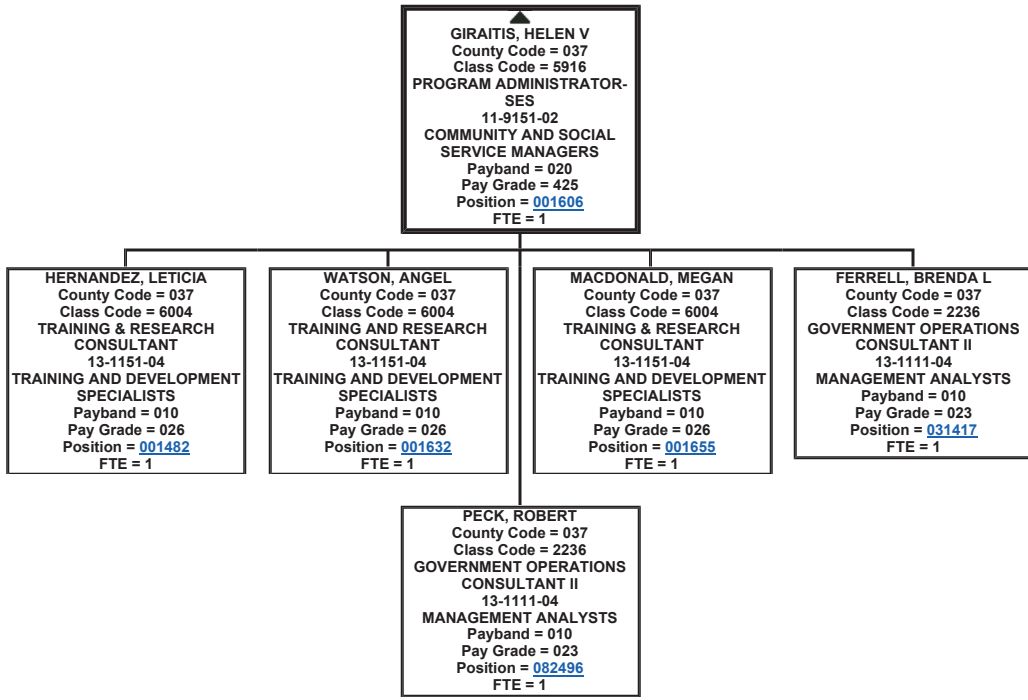 GIRAITIS, HELEN V
County Code = 037
Class Code = 5916
PROGRAM ADMINISTRATOR-
SES
11-9151-02
COMMUNITY AND SOCIAL
SERVICE MANAGERS
Payband = 020
Pay Grade = 425
Position = 001606
FTE = 1
HERNANDEZ, LETICIA
County Code = 037
Class Code = 6004
TRAINING & RESEARCH
CONSULTANT
13-1151-04
TRAINING AND DEVELOPMENT
SPECIALISTS
Payband = 010
Pay Grade = 026
Position = 001482
FTE = 1
WATSON, ANGEL
County Code = 037
Class Code = 6004
TRAINING AND RESEARCH
CONSULTANT
13-1151-04
TRAINING AND DEVELOPMENT
SPECIALISTS
Payband = 010
Pay Grade = 026
Position = 001632
FTE = 1
MACDONALD, MEGAN
County Code = 037
Class Code = 6004
TRAINING & RESEARCH
CONSULTANT
13-1151-04
TRAINING AND DEVELOPMENT
SPECIALISTS
Payband = 010
Pay Grade = 026
Position = 001655
FTE = 1
FERRELL, BRENDA L
County Code = 037
Class Code = 2236
GOVERNMENT OPERATIONS
CONSULTANT II
13-1111-04
MANAGEMENT ANALYSTS
Payband = 010
Pay Grade = 023
Position = 031417
FTE = 1
PECK, ROBERT
County Code = 037
Class Code = 2236
GOVERNMENT OPERATIONS
CONSULTANT II
13-1111-04
MANAGEMENT ANALYSTS
Payband = 010
Pay Grade = 023
Position = 082496
FTE = 1